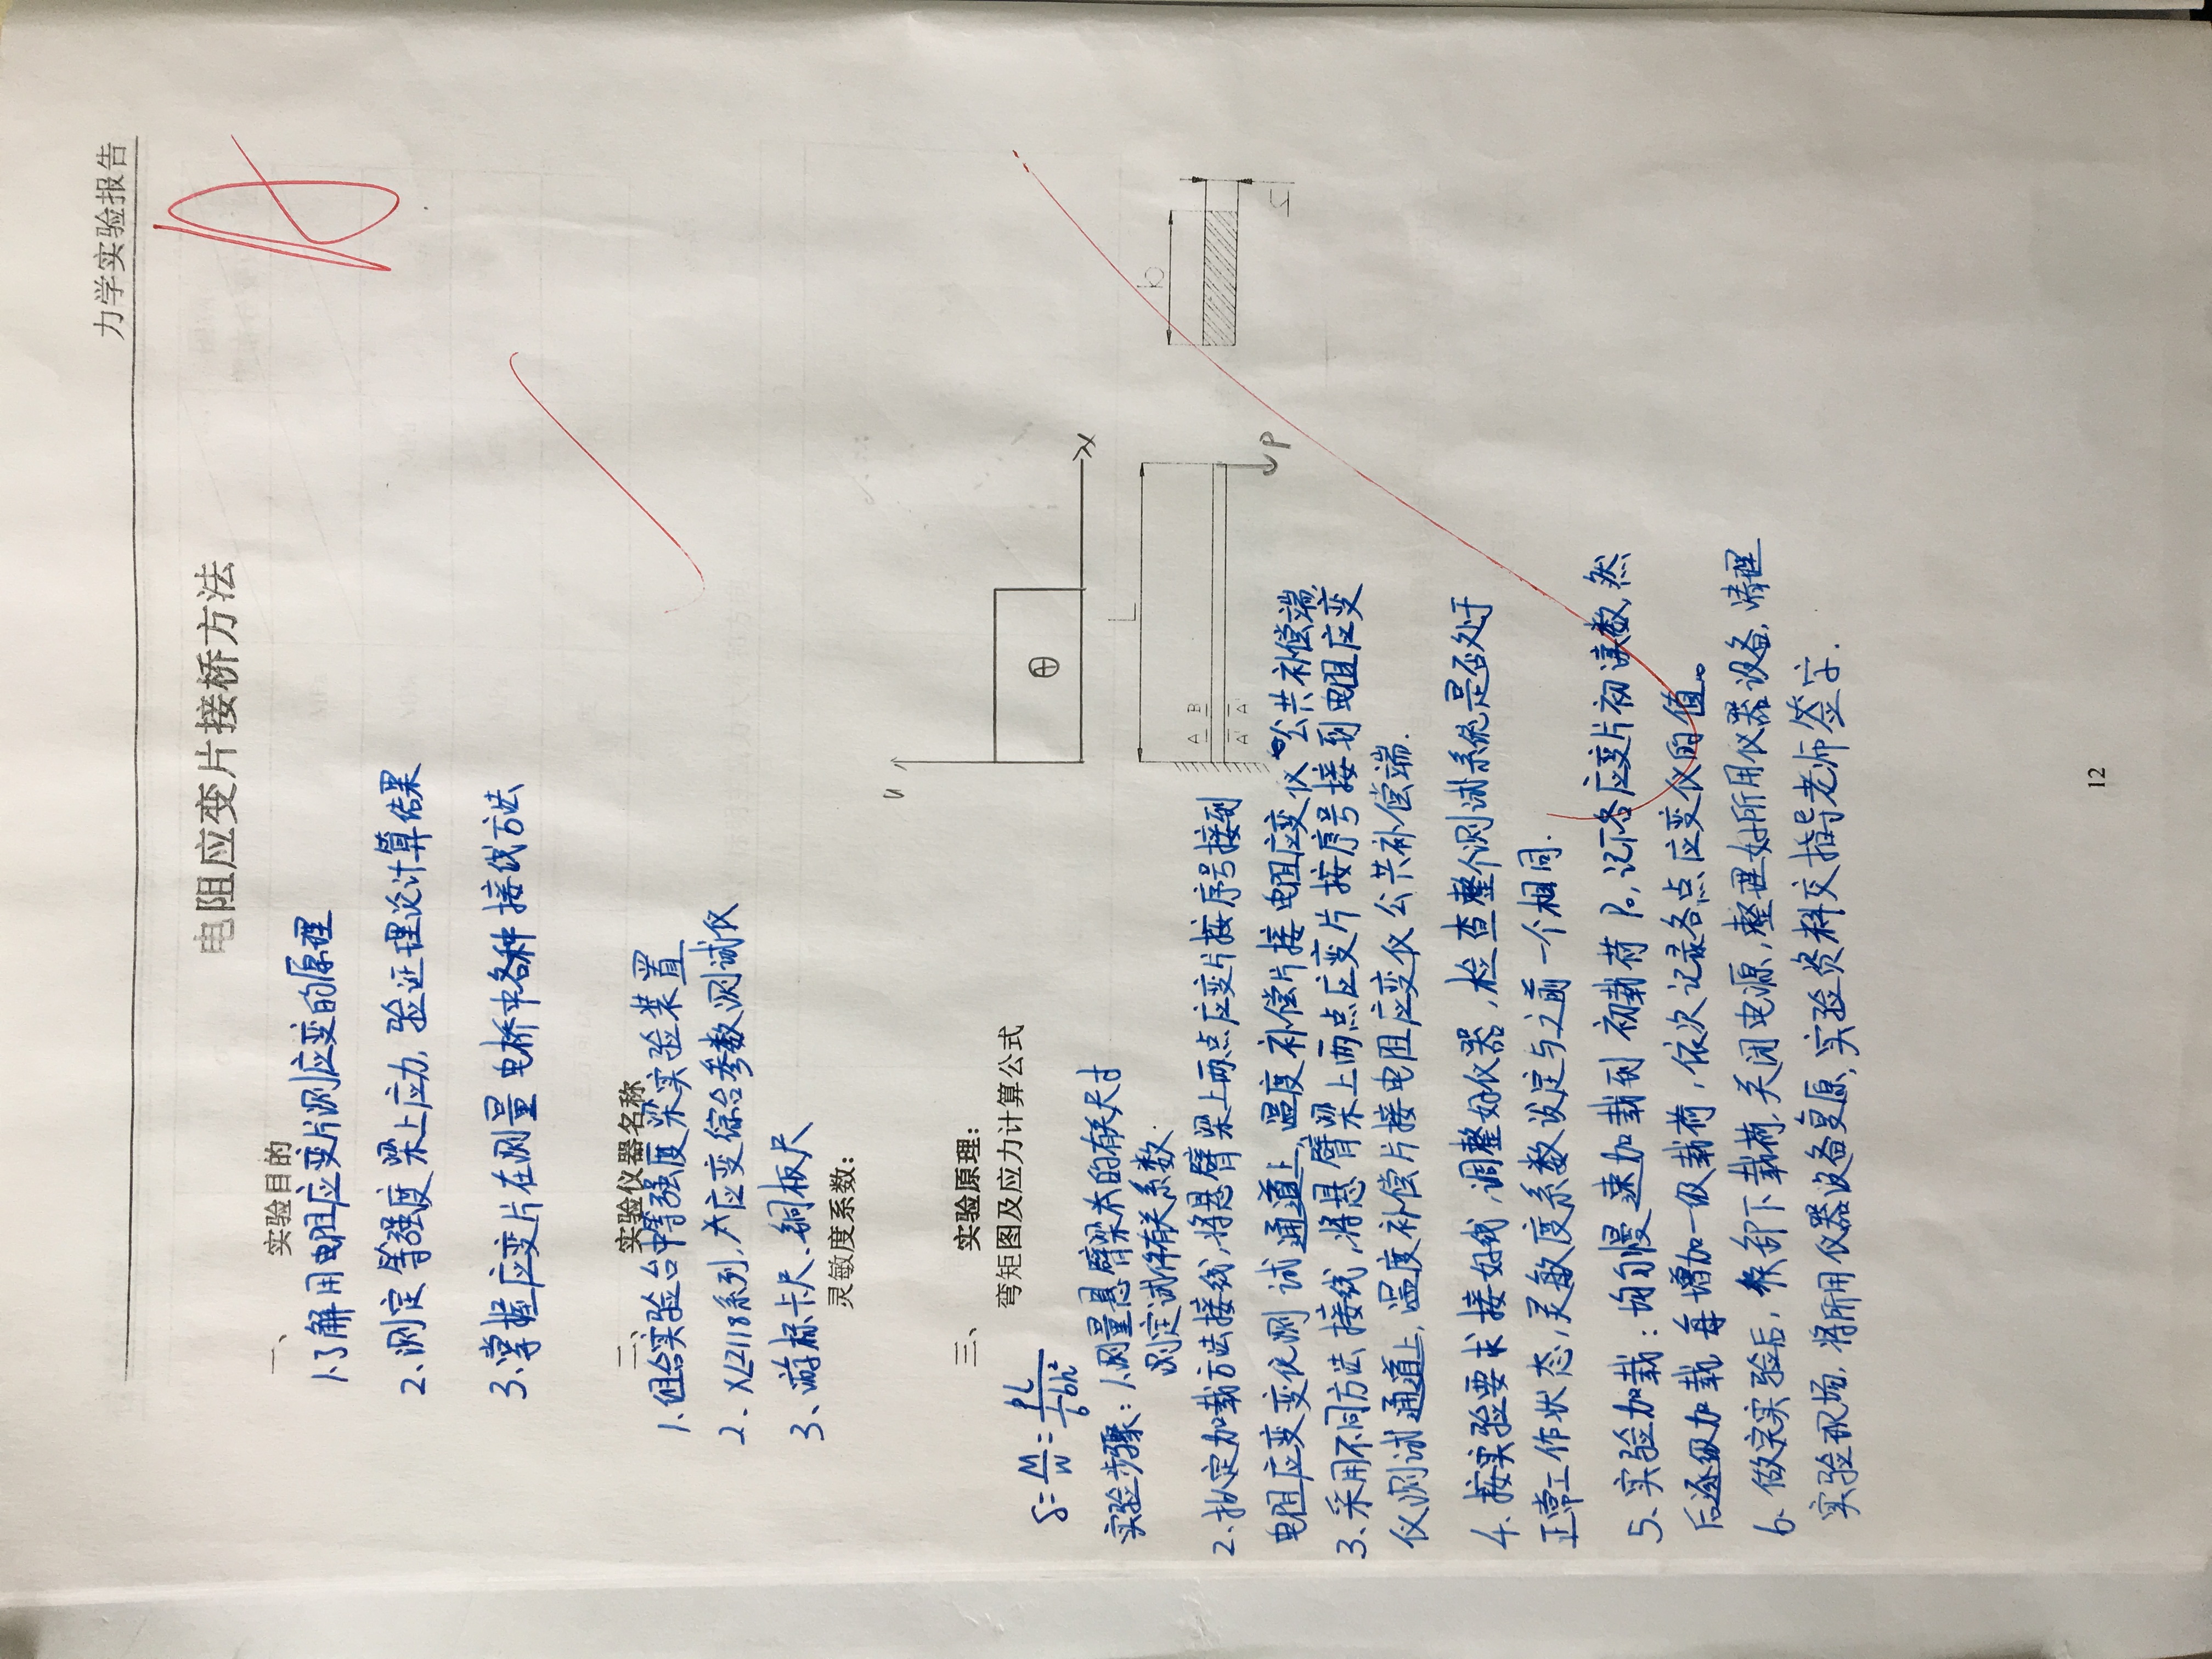 力学实验报告
电阻应变片接桥方法
一、 实验目的
1.了解用电阻应变片测应变的原理
2、测定等强度梁上应力,验证理论计算结果
3、掌握应变片在测量电桥中各种接线方法
二、 实验仪器名称
1、组合实验台中等强度梁实验装置
2、XL2118系列,应变综合参数测试仪
3、游标卡尺、钢板尺
灵敏度系数:
三、 实验原理:
弯矩图及应力计算公式
δ=M/W=PL/(1/6 bh²)
x
⊕
L
b
h
A B
A' A'
P
实验步骤:1、测量悬臂梁的有关尺寸
测定试件有关系数.
2、拟定加载方法接线,将悬臂梁上两点应变片按序号接到
电阻应变变仪测试通道上,温度补偿片接电阻应变仪公共补偿端,
3、采用不同方法接线,将悬臂梁上两点应变片按序号接到电阻应变
仪测试通道上,温度补偿片接电阻应变仪公共补偿端.
4、按实验要求接好线,调整好仪器,检查整个测试系统是否处于
正常工作状态,灵敏度系数设定与之前一个相同.
5、实验加载:均匀慢速加载到初载荷P₀,记下各应变片初读数,然
后逐级加载,每增加一级载荷,依次记录各点应变仪的值。
6、做完实验后,卸下载荷,关闭电源,整理好所用仪器设备,清理
实验现场,将所用仪器设备复原,实验资料交指导老师签字.
A
12